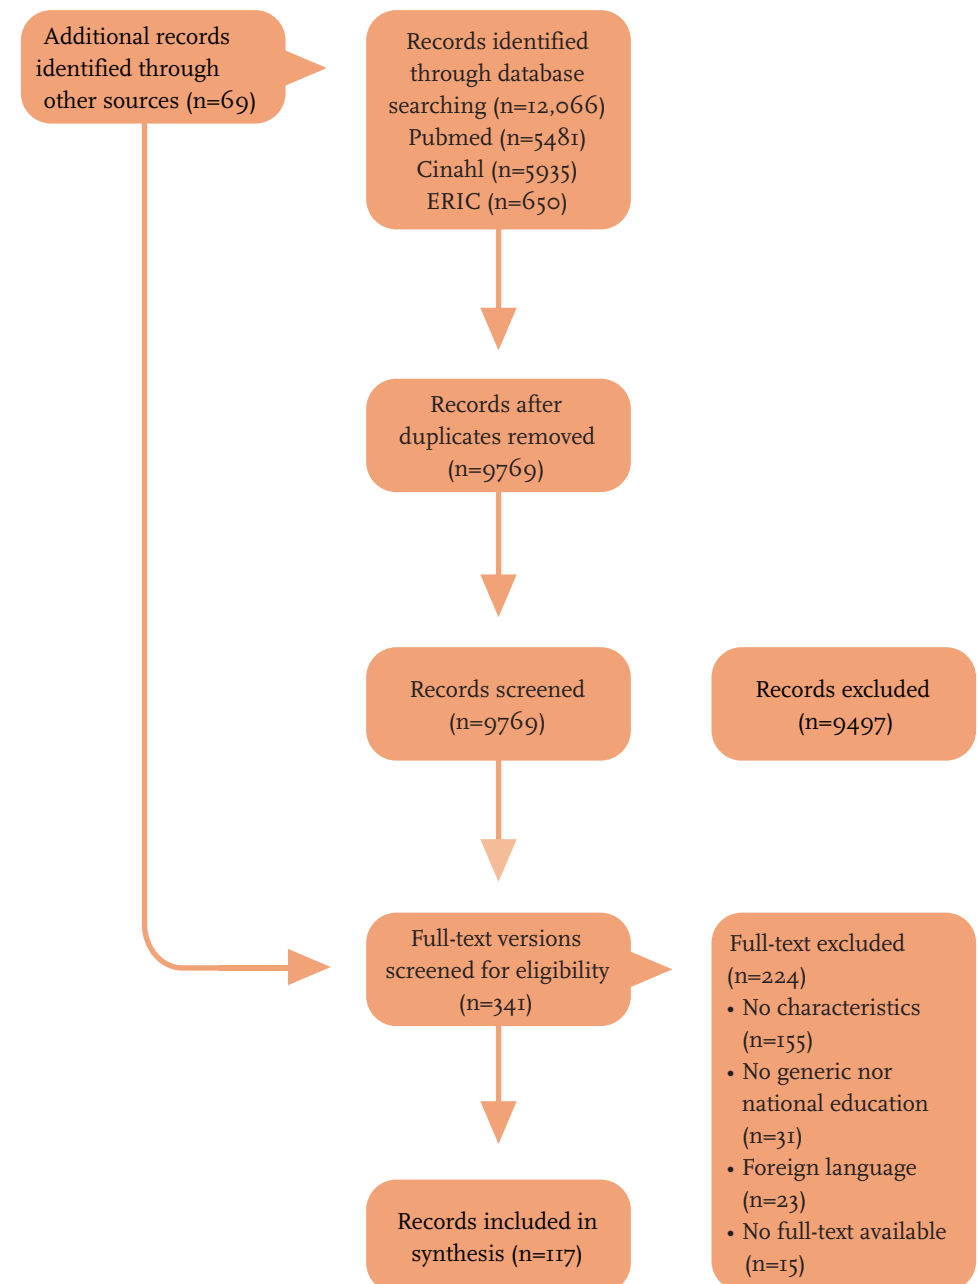 Additional records
identified through
other sources (n=69)
Records identified
through database
searching (n=12,066)
Pubmed (n=5481)
Cinahl (n=5935)
ERIC (n=650)
Records after
duplicates removed
(n=9769)
Records screened
(n=9769)
Records excluded
(n=9497)
Full-text versions
screened for eligibility
(n=341)
Full-text excluded
(n=224)
• No characteristics
(n=155)
• No generic nor
national education
(n=31)
• Foreign language
(n=23)
• No full-text available
(n=15)
Records included in
synthesis (n=117)